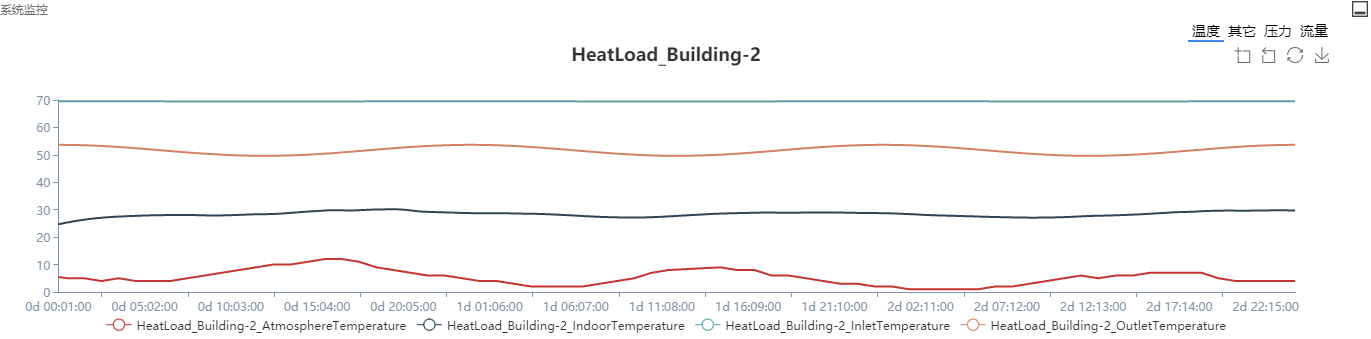 系统监控
温度 其它 压力 流量
HeatLoad_Building-2
70
60
50
40
30
20
10
0
0d 00:01:00 0d 05:02:00 0d 10:03:00 0d 15:04:00 0d 20:05:00 1d 01:06:00 1d 06:07:00 1d 11:08:00 1d 16:09:00 1d 21:10:00 2d 02:11:00 2d 07:12:00 2d 12:13:00 2d 17:14:00 2d 22:15:00
HeatLoad_Building-2_AtmosphereTemperature HeatLoad_Building-2_IndoorTemperature HeatLoad_Building-2_InletTemperature HeatLoad_Building-2_OutletTemperature